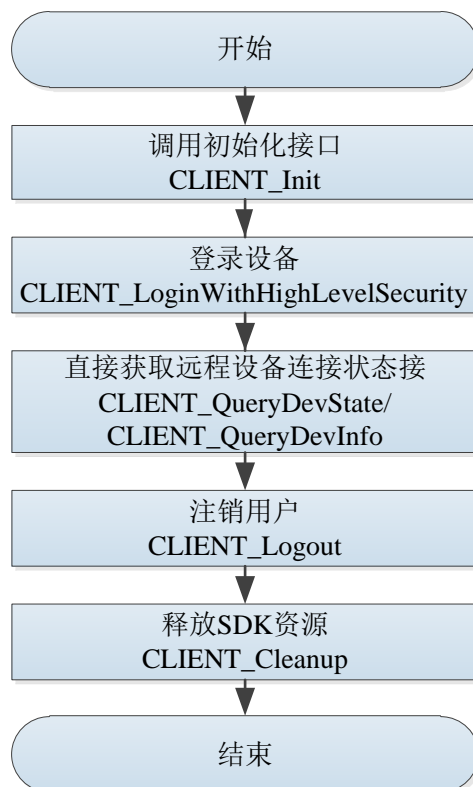 开始
调用初始化接口
CLIENT_Init
登录设备
CLIENT_LoginWithHighLevelSecurity
直接获取远程设备连接状态接
CLIENT_QueryDevState/
CLIENT_QueryDevInfo
注销用户
CLIENT_Logout
释放SDK资源
CLIENT_Cleanup
结束